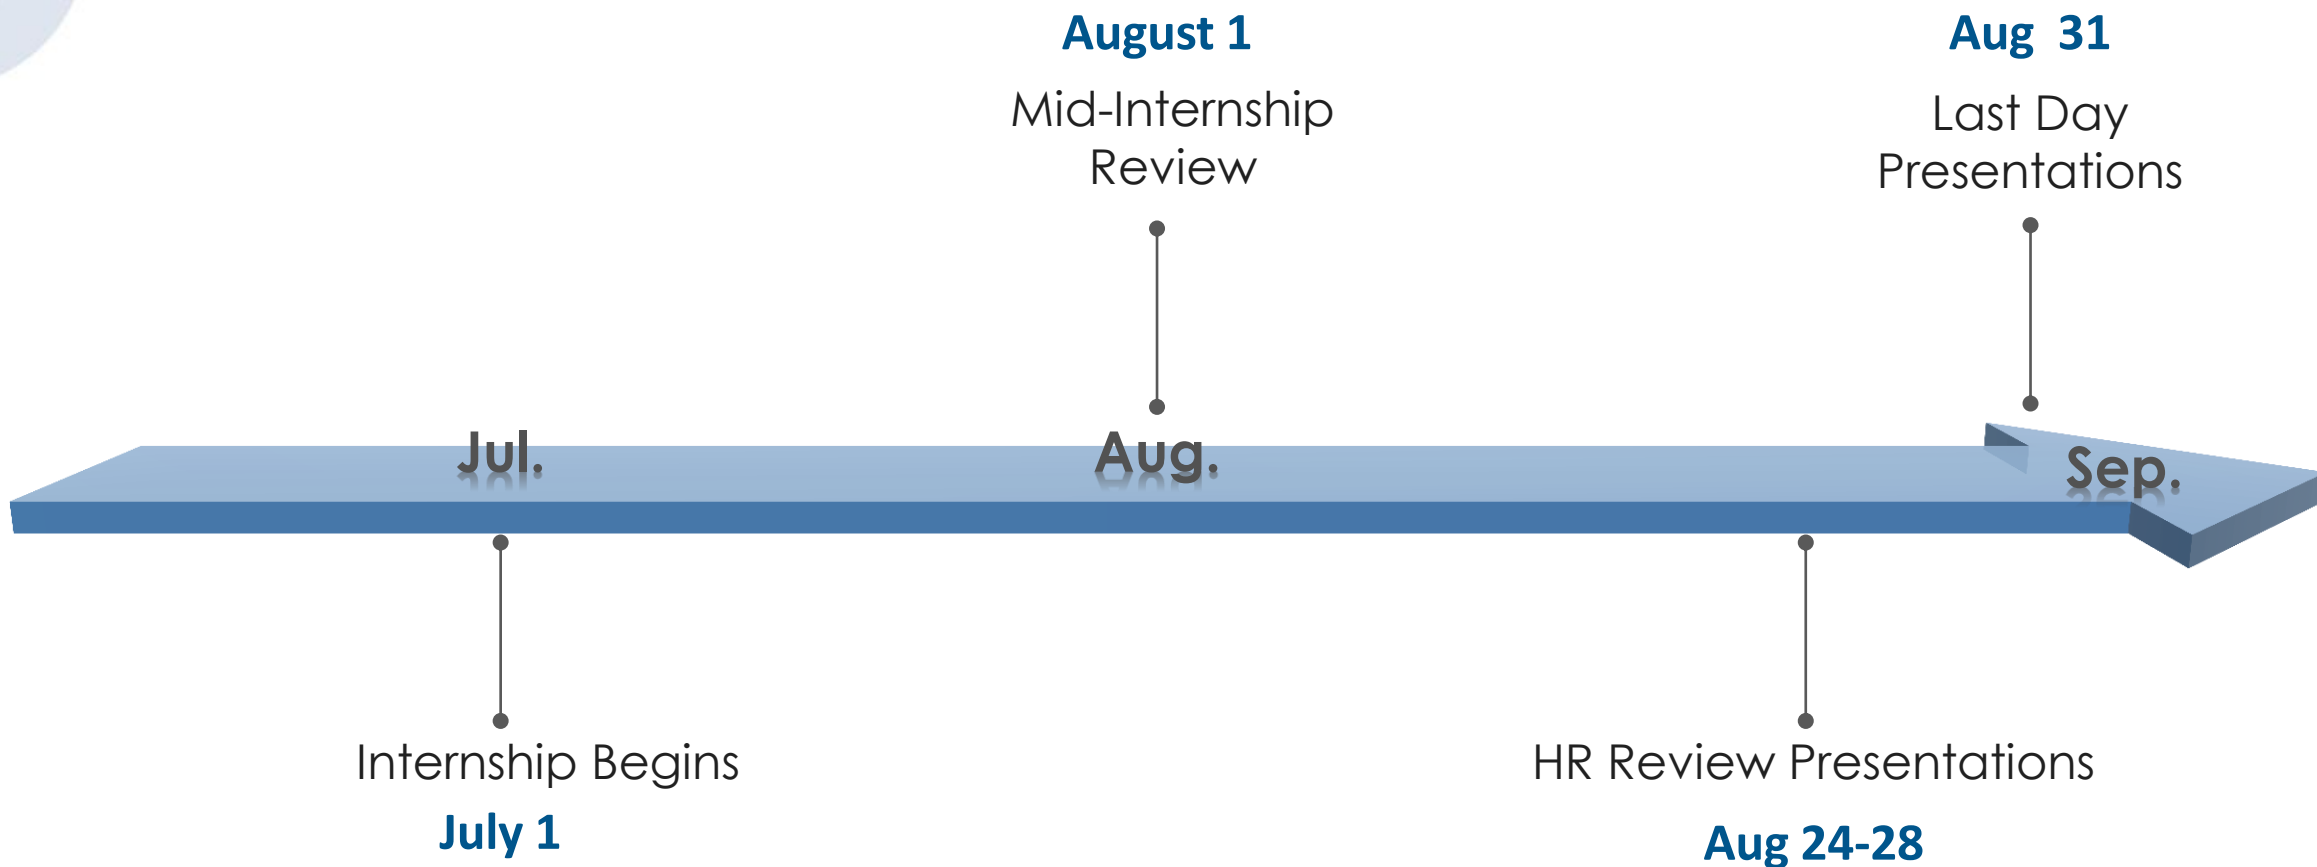 August 1
Mid-Internship
Review
Aug  31
Last Day
Presentations
Jul.
Aug.
Sep.
Internship Begins
July 1
HR Review Presentations
Aug 24-28